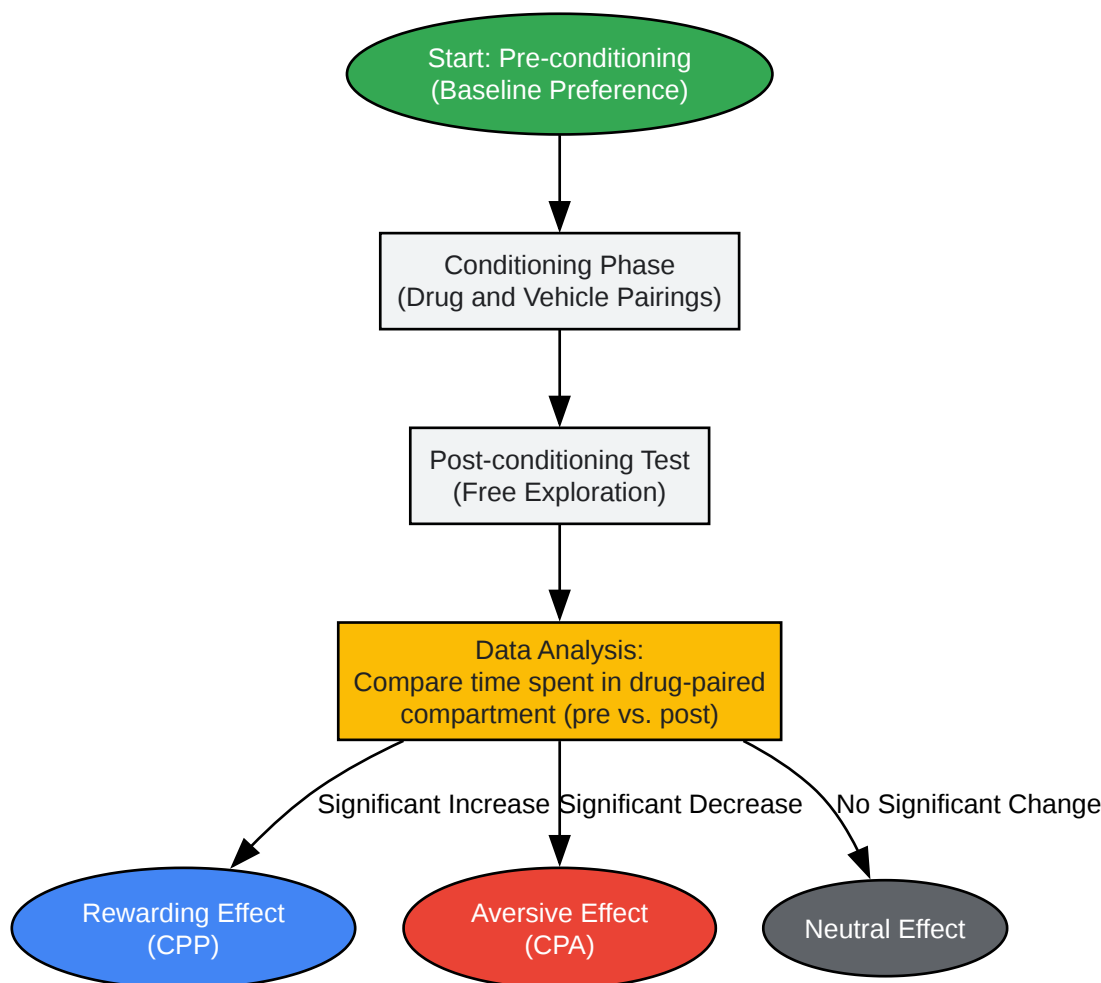 Start: Pre-conditioning
(Baseline Preference)
Conditioning Phase
(Drug and Vehicle Pairings)
Post-conditioning Test
(Free Exploration)
Data Analysis:
Compare time spent in drug-paired
compartment (pre vs. post)
Significant Increase
Significant Decrease
No Significant Change
Rewarding Effect
(CPP)
Aversive Effect
(CPA)
Neutral Effect